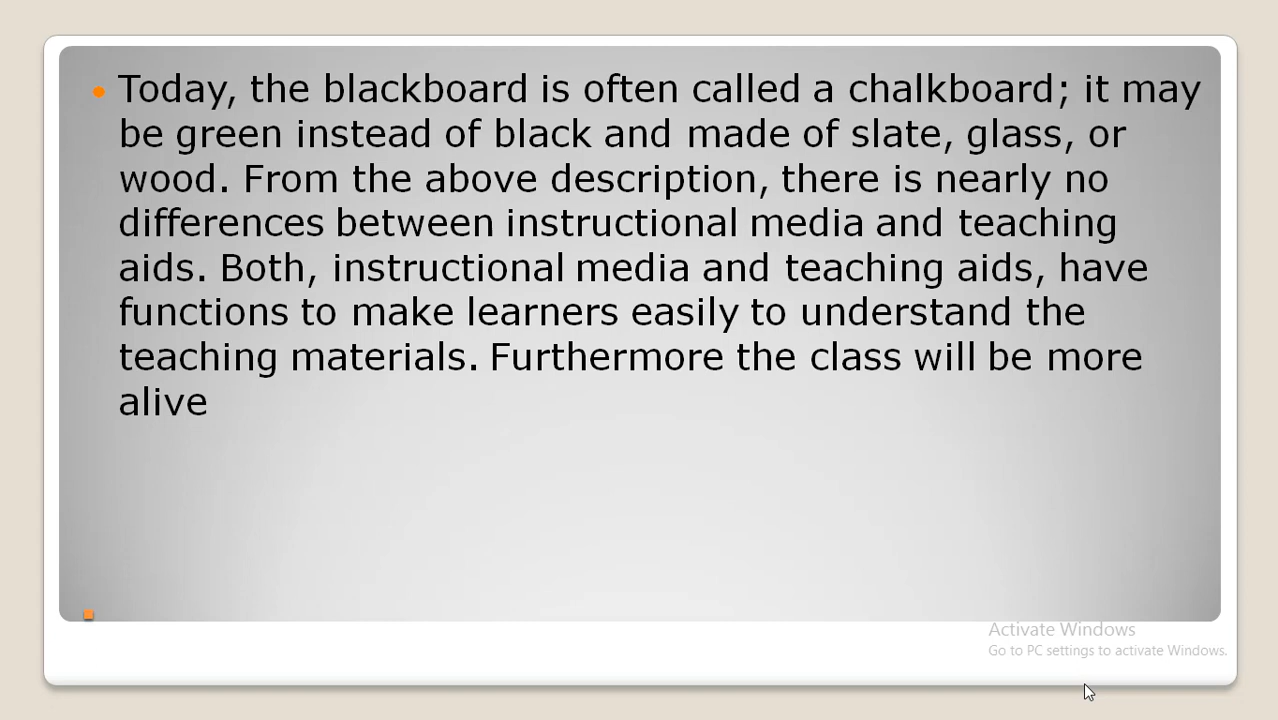 Today, the blackboard is often called a chalkboard; it may
be green instead of black and made of slate, glass, or
wood. From the above description, there is nearly no
differences between instructional media and teaching
aids. Both, instructional media and teaching aids, have
functions to make learners easily to understand the
teaching materials. Furthermore the class will be more
alive
Activate Windows
Go to PC settings to activate Windows.